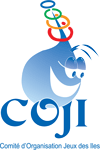 COJI
Comité d'Organisation Jeux des Iles